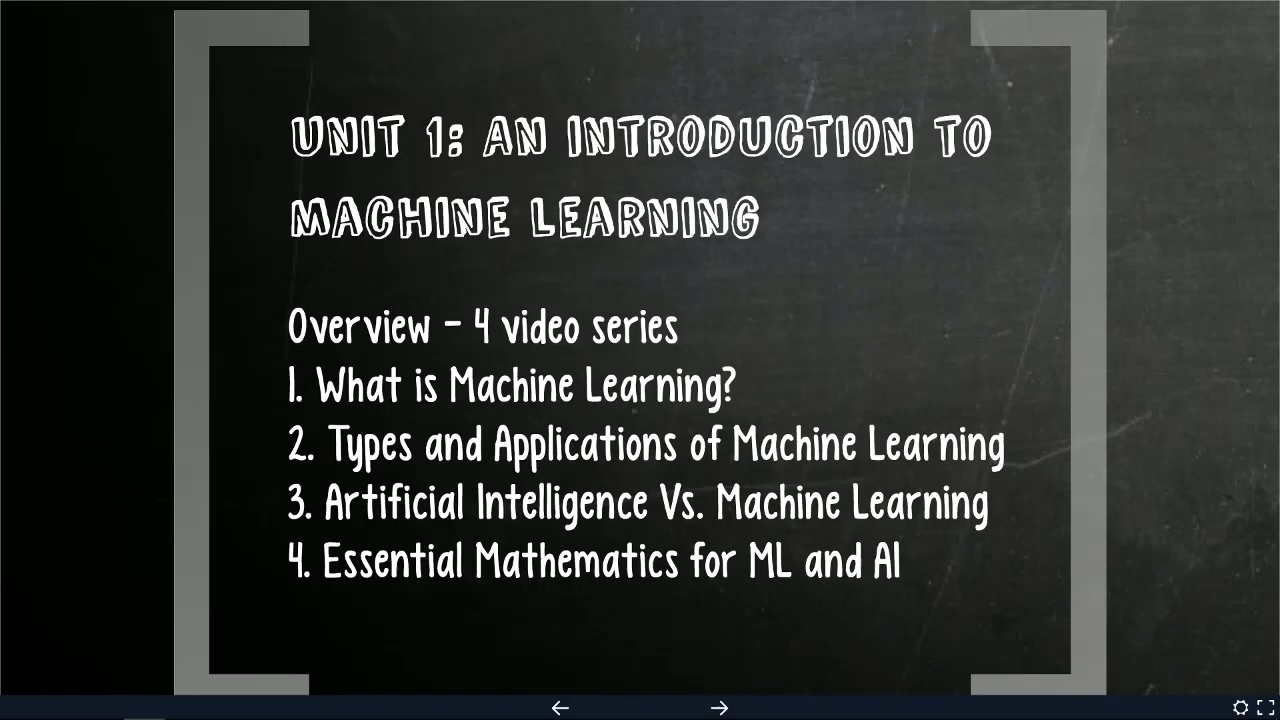 UNIT 1: AN INTRODUCTION TO
MACHINE LEARNING
Overview - 4 video series
1. What is Machine Learning?
2. Types and Applications of Machine Learning
3. Artificial Intelligence Vs. Machine Learning
4. Essential Mathematics for ML and AI